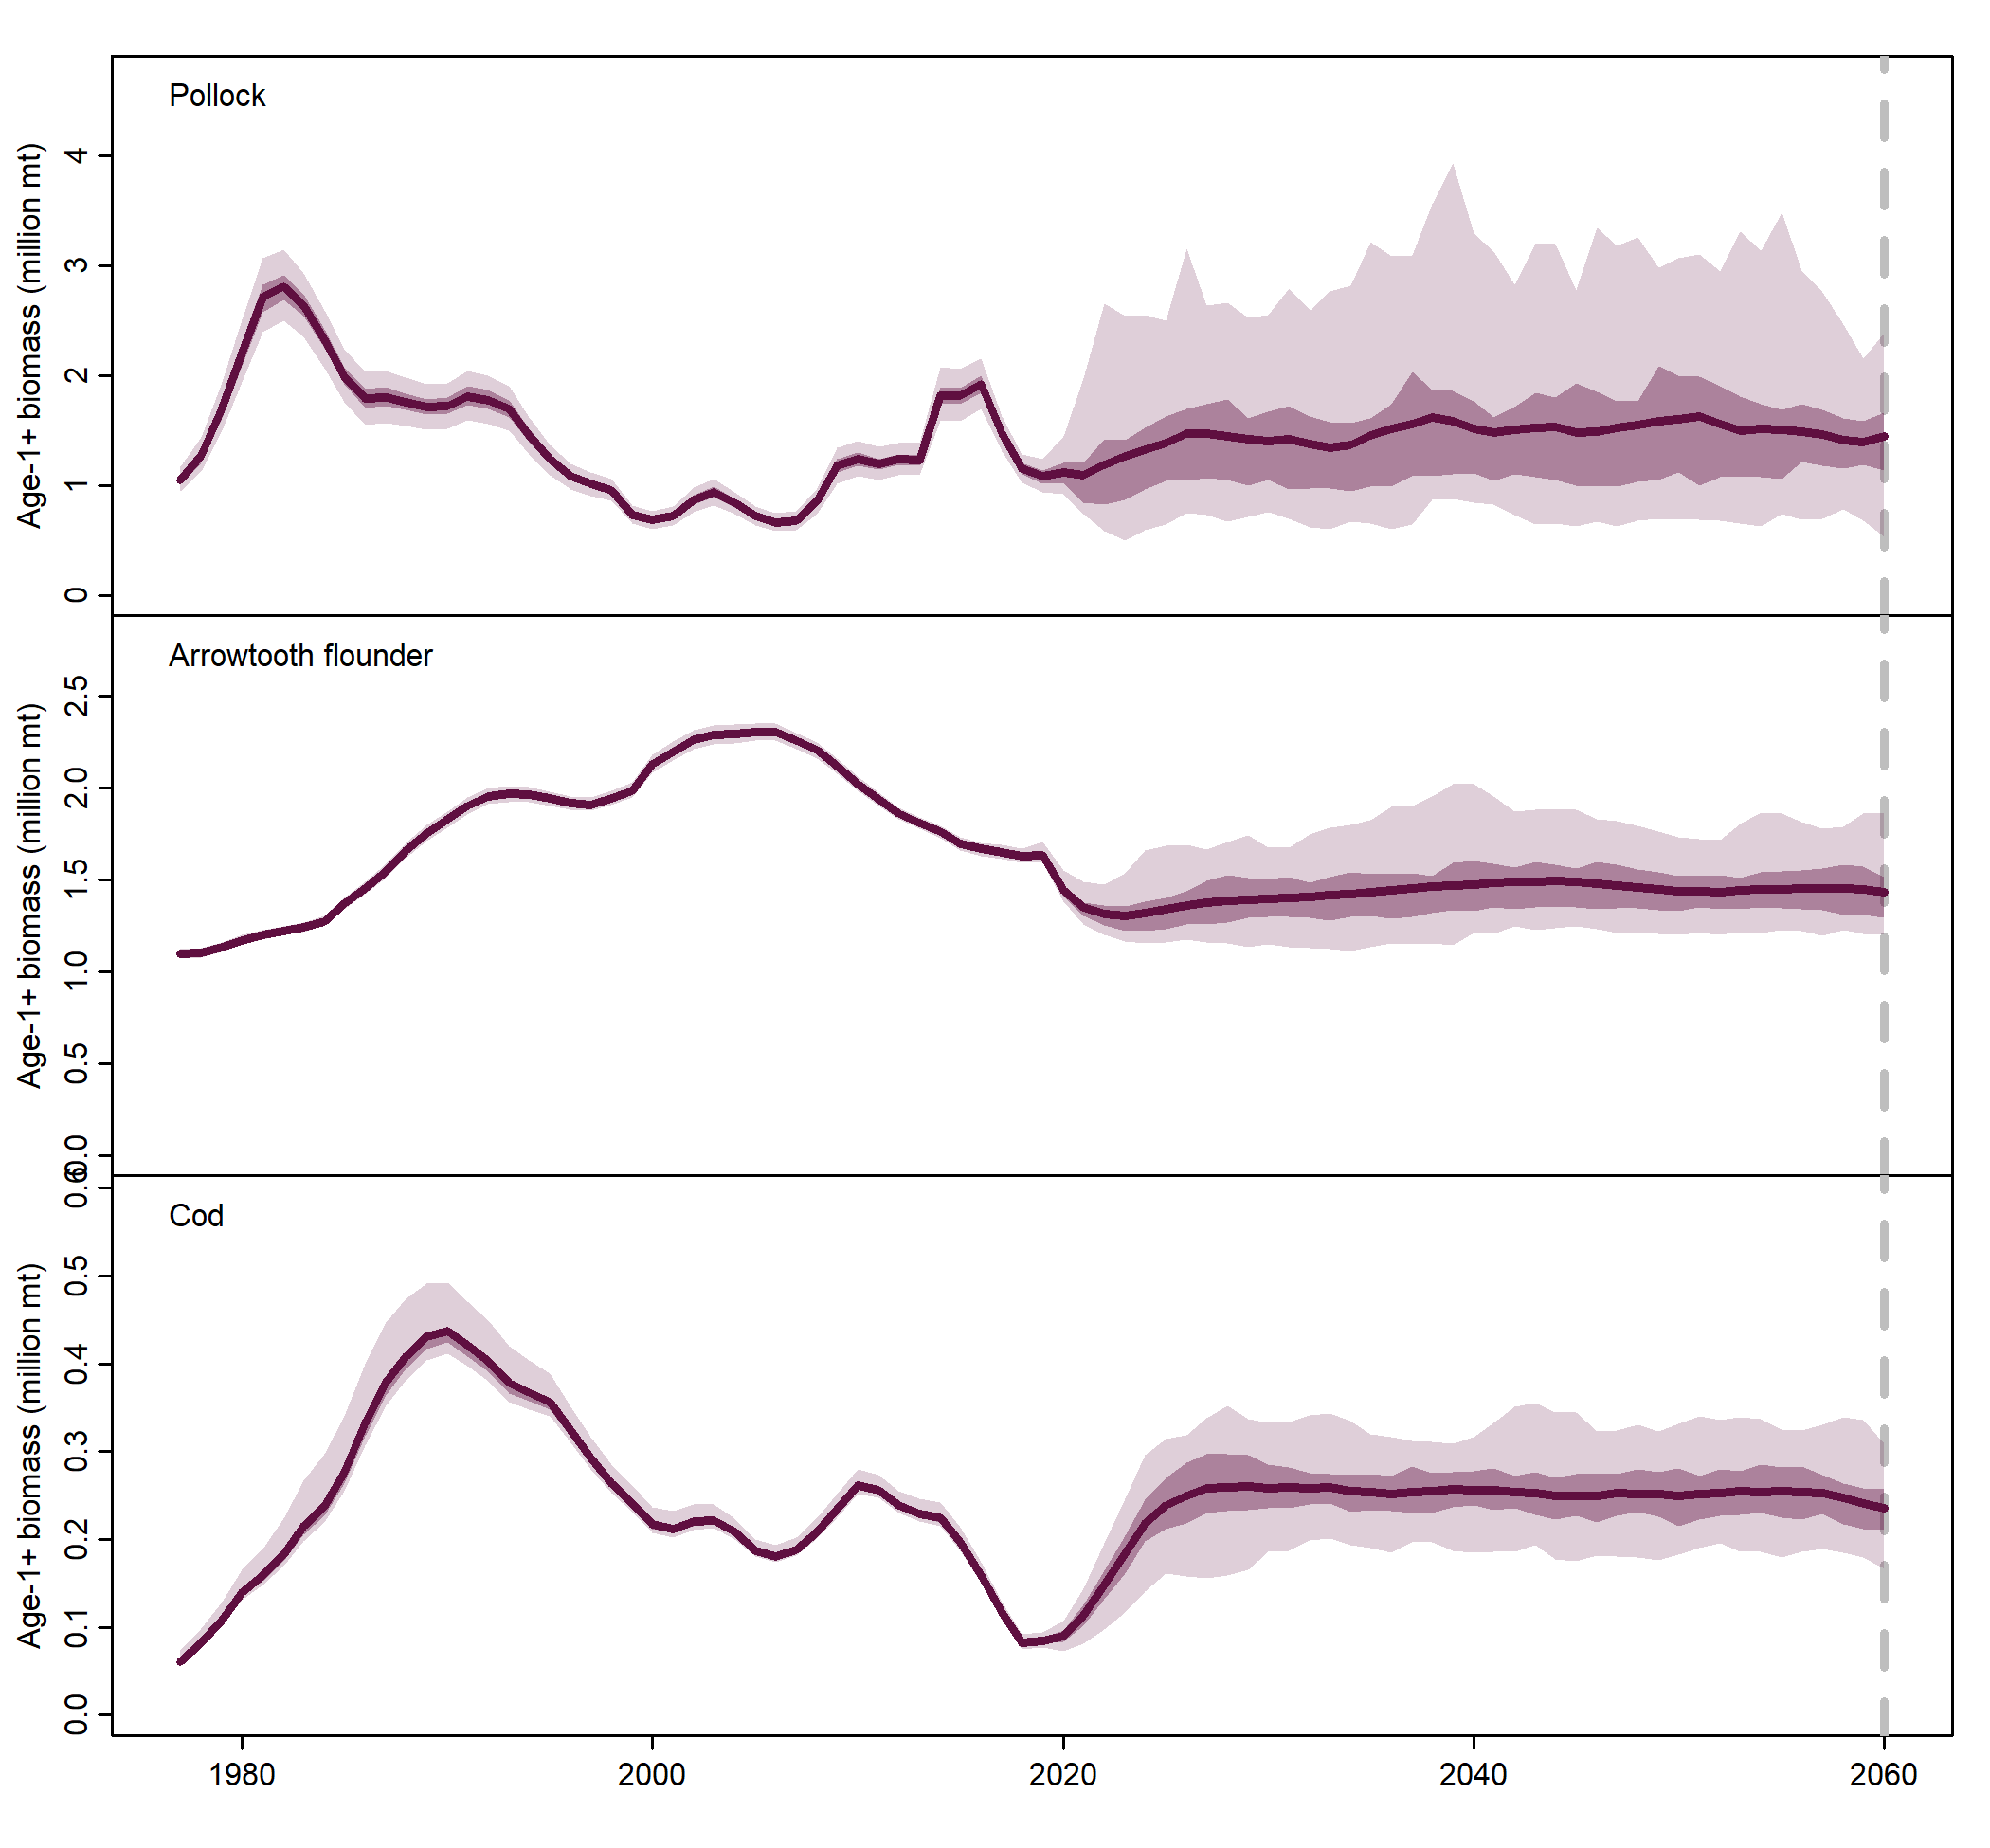 Pollock
Age-1+ biomass (million mt)
4
3
2
1
0
Arrowtooth flounder
Age-1+ biomass (million mt)
2.5
2.0
1.5
1.0
0.5
0.0
Cod
Age-1+ biomass (million mt)
0.6
0.5
0.4
0.3
0.2
0.1
0.0
1980 2000 2020 2040 2060